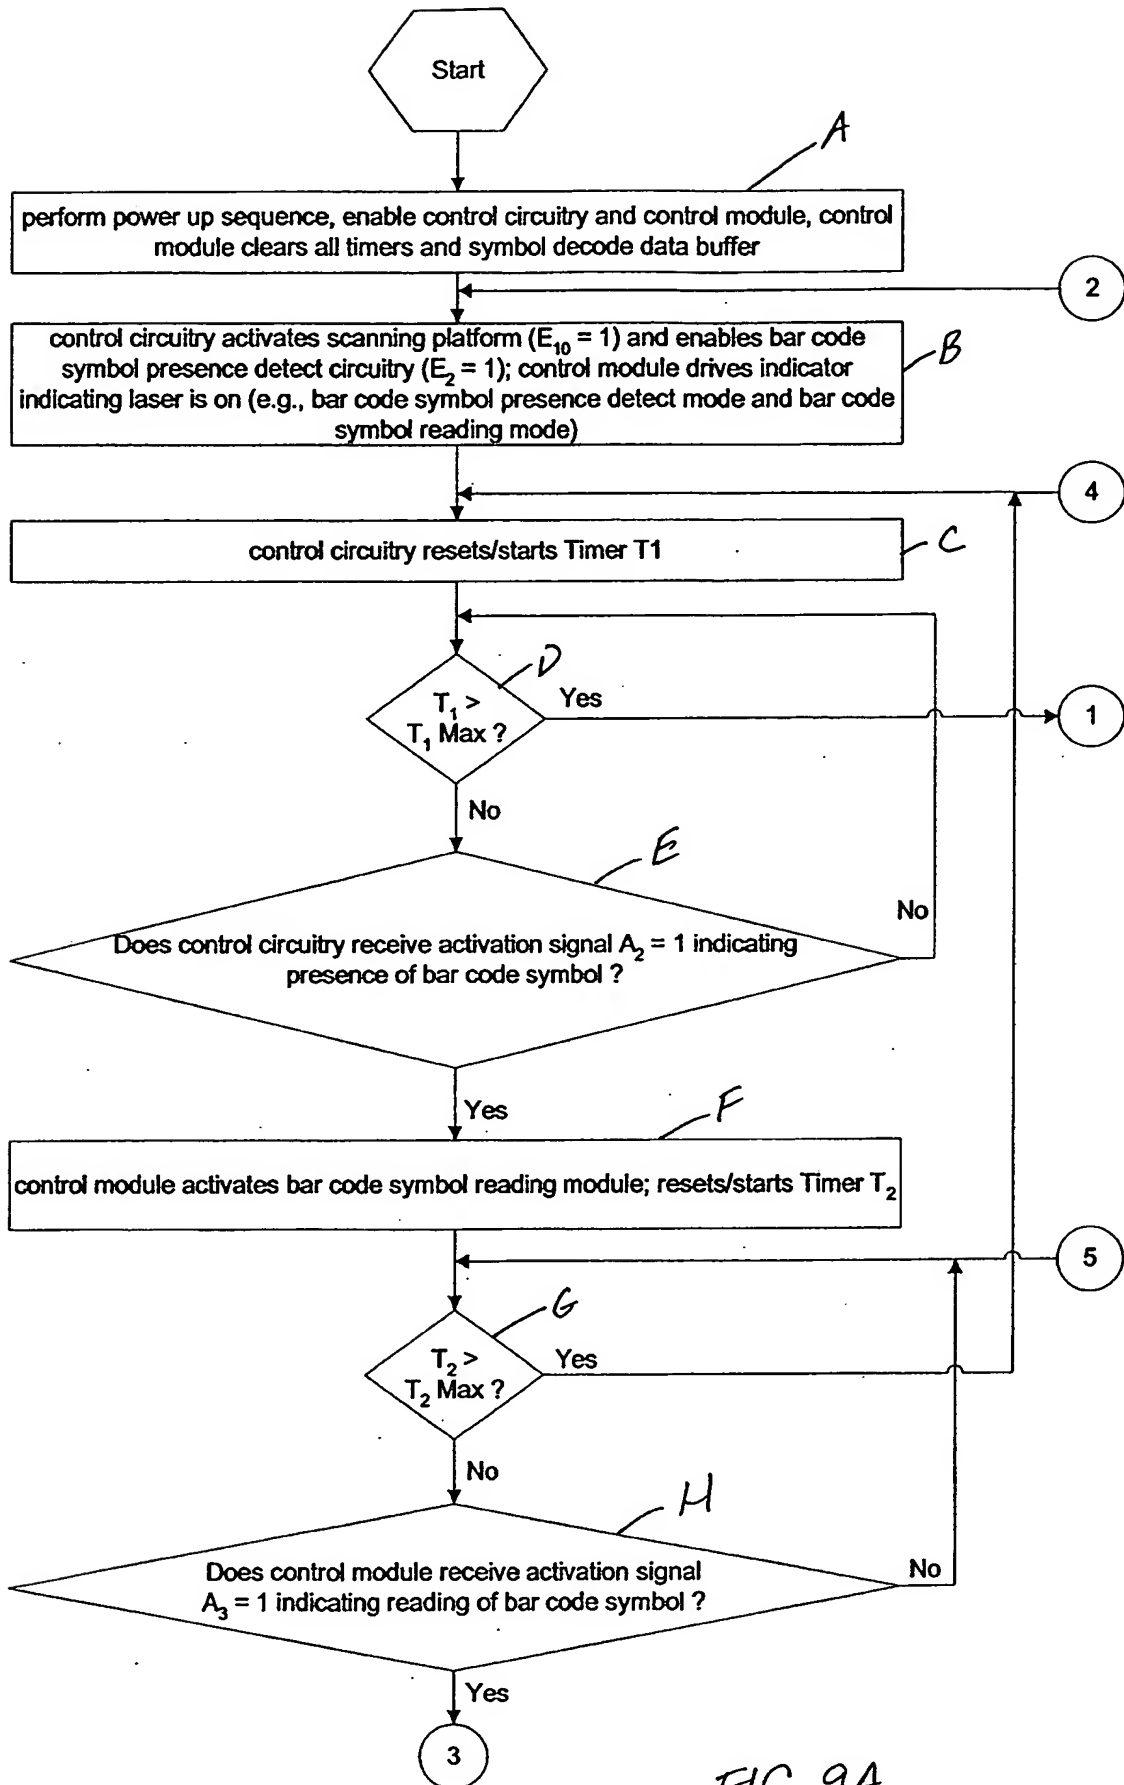 Start
A
perform power up sequence, enable control circuitry and control module, control
module clears all timers and symbol decode data buffer
2
control circuitry activates scanning platform (E10 = 1) and enables bar code
symbol presence detect circuitry (E2 = 1); control module drives indicator
indicating laser is on (e.g., bar code symbol presence detect mode and bar code
symbol reading mode)
B
4
control circuitry resets/starts Timer T1
C
D
T1 >
T1 Max ?
Yes
1
No
E
Does control circuitry receive activation signal A2 = 1 indicating
presence of bar code symbol ?
No
Yes
F
control module activates bar code symbol reading module; resets/starts Timer T2
5
G
T2 >
T2 Max ?
Yes
No
H
Does control module receive activation signal
A3 = 1 indicating reading of bar code symbol ?
No
Yes
3
FIG. 9A